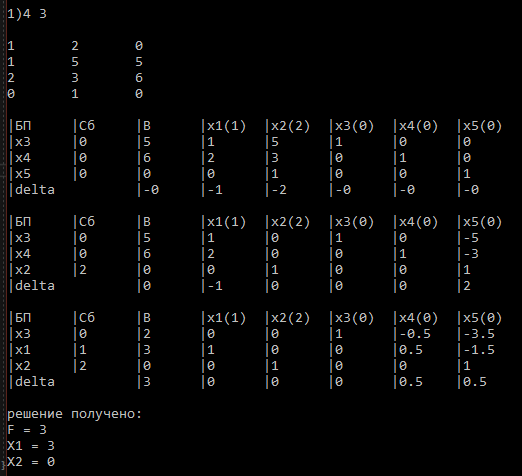 1)4 3
1 2 0
1 5 5
2 3 6
0 1 0
|БП |Сб |В |x1(1) |x2(2) |x3(0) |x4(0) |x5(0)
|x3 |0 |5 |1 |5 |1 |0 |0
|x4 |0 |6 |2 |3 |0 |1 |0
|x5 |0 |0 |0 |1 |0 |0 |1
|delta |-0 |-1 |-2 |-0 |-0 |-0
|БП |Сб |В |x1(1) |x2(2) |x3(0) |x4(0) |x5(0)
|x3 |0 |5 |1 |0 |1 |0 |-5
|x4 |0 |6 |2 |0 |0 |1 |-3
|x2 |2 |0 |0 |1 |0 |0 |1
|delta |0 |-1 |0 |0 |0 |2
|БП |Сб |В |x1(1) |x2(2) |x3(0) |x4(0) |x5(0)
|x3 |0 |2 |0 |0 |1 |-0.5 |-3.5
|x1 |1 |3 |1 |0 |0 |0.5 |-1.5
|x2 |2 |0 |0 |1 |0 |0 |1
|delta |3 |0 |0 |0 |0.5 |0.5
решение получено:
F = 3
X1 = 3
X2 = 0